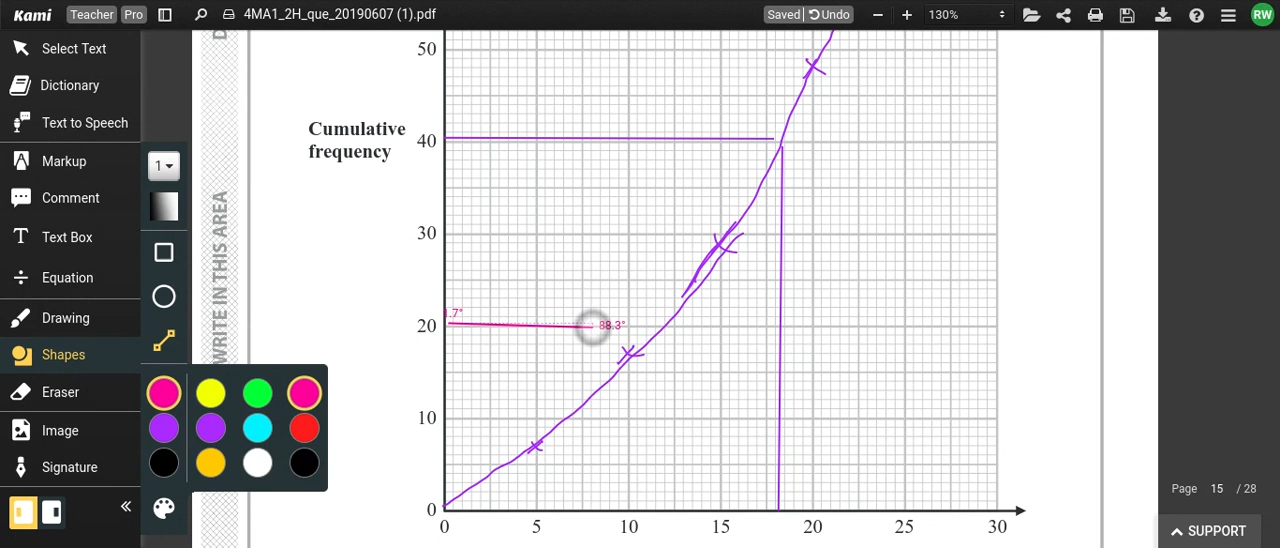 Kami Teacher Pro 4MA1_2H_que_20190607 (1).pdf Saved Undo − + 130% RW
Select Text
Dictionary
Text to Speech
Markup
Comment
Text Box
Equation
Drawing
Shapes
Eraser
Image
Signature
1
WRITE IN THIS AREA
Cumulative
frequency
50
40
30
20
10
0
0 5 10 15 20 25 30
1.7°
88.3°
Page 15 / 28
SUPPORT